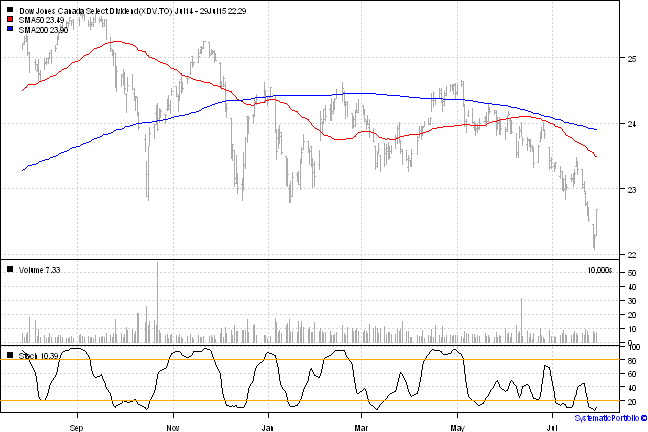 Dow Jones Canada Select Dividend(XDV.TO) Jul14 - 29Jul15 22.29
SMA50 23.49
SMA200 23.90
25
24
23
22
Volume 7.33
10,000s
50
40
30
20
10
0
Stoch 10.39
100
80
60
40
20
Sep
Nov
Jan
Mar
May
Jul
SystematicPortfolio ©